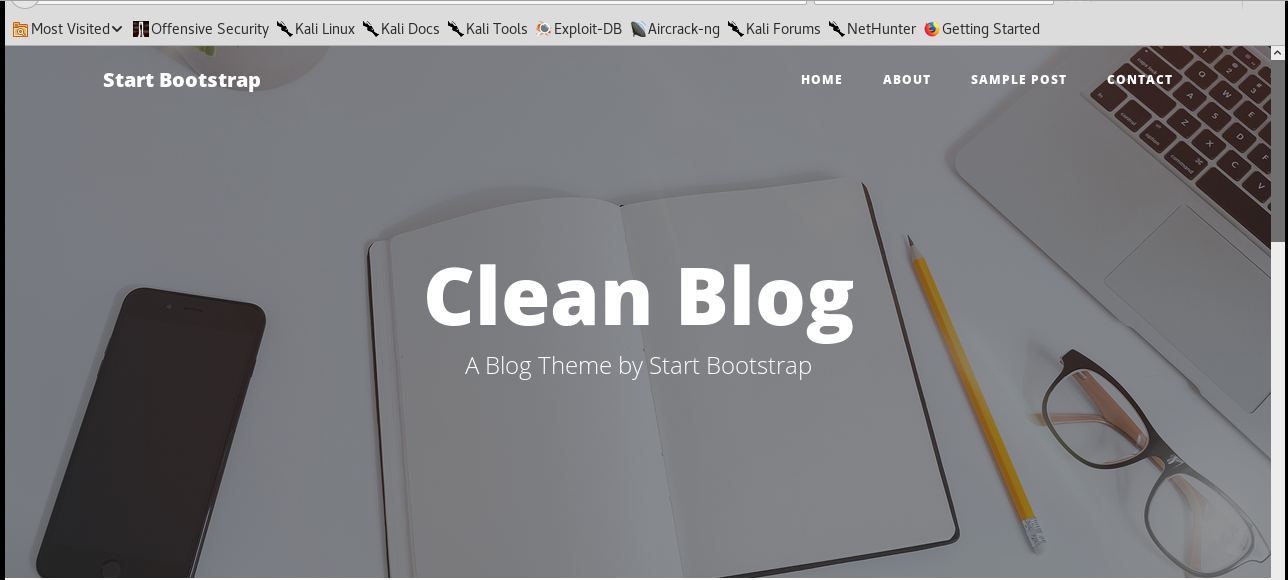 Most Visited Offensive Security Kali Linux Kali Docs Kali Tools Exploit-DB Aircrack-ng Kali Forums NetHunter Getting Started
Start Bootstrap HOME ABOUT SAMPLE POST CONTACT
Clean Blog
A Blog Theme by Start Bootstrap